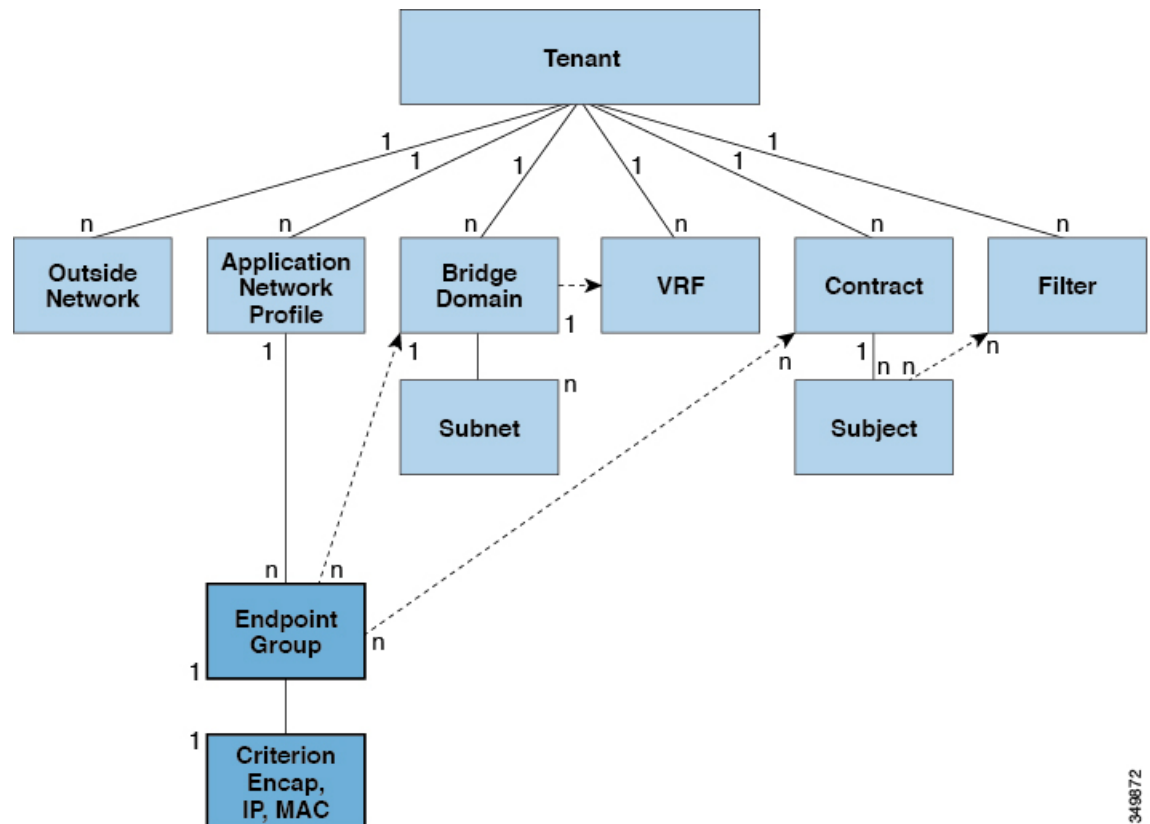 Tenant
1
1
1
1
1
1
n
n
n
n
n
n
Outside
Network
Application
Network
Profile
Bridge
Domain
VRF
Contract
Filter
1
1
1
n
1
n
n
n
n
Subnet
Subject
n
n
Endpoint
Group
n
1
1
Criterion
Encap,
IP, MAC
349872